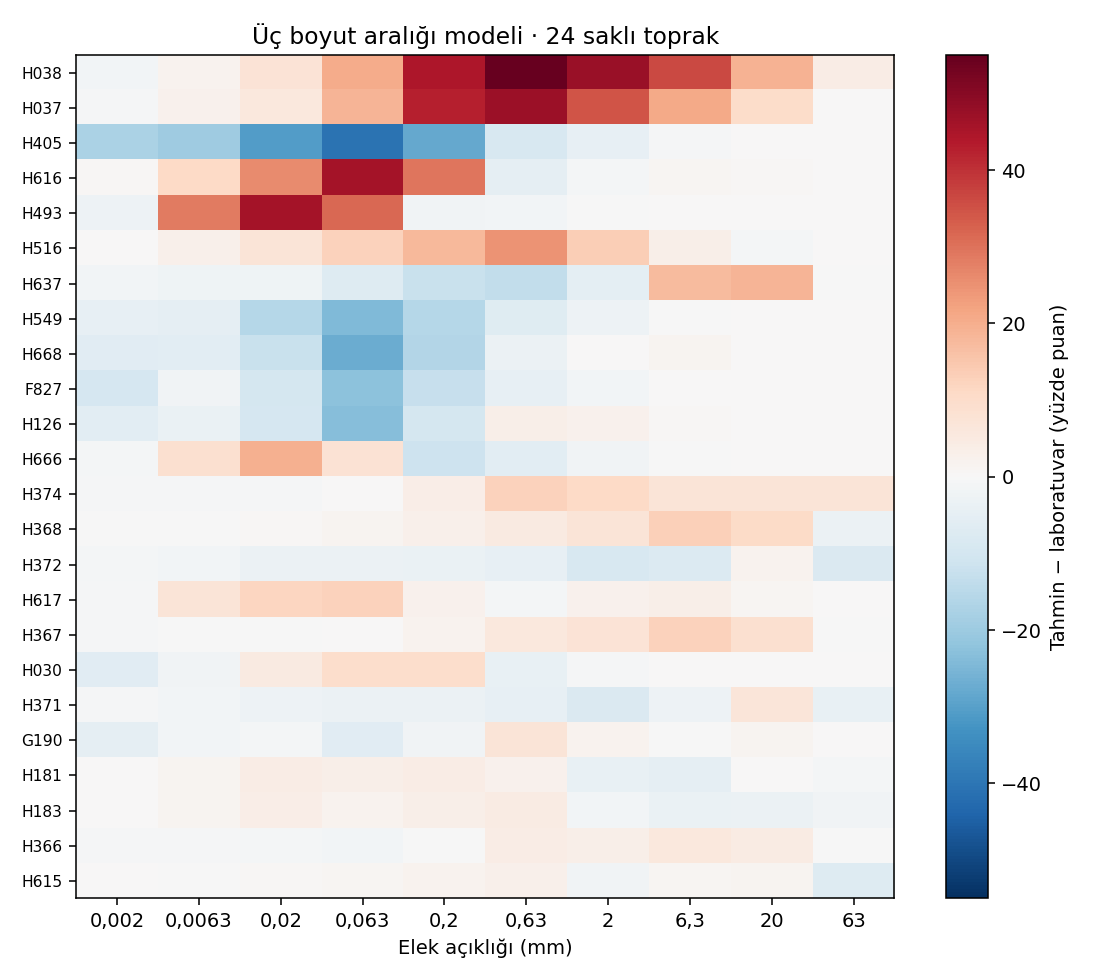 Üç boyut aralığı modeli · 24 saklı toprak
H038
H037
H405
H616
H493
H516
H637
H549
H668
F827
H126
H666
H374
H368
H372
H617
H367
H030
H371
G190
H181
H183
H366
H615
0,002 0,0063 0,02 0,063 0,2 0,63 2 6,3 20 63
Elek açıklığı (mm)
40
20
0
−20
−40
Tahmin − laboratuvar (yüzde puan)